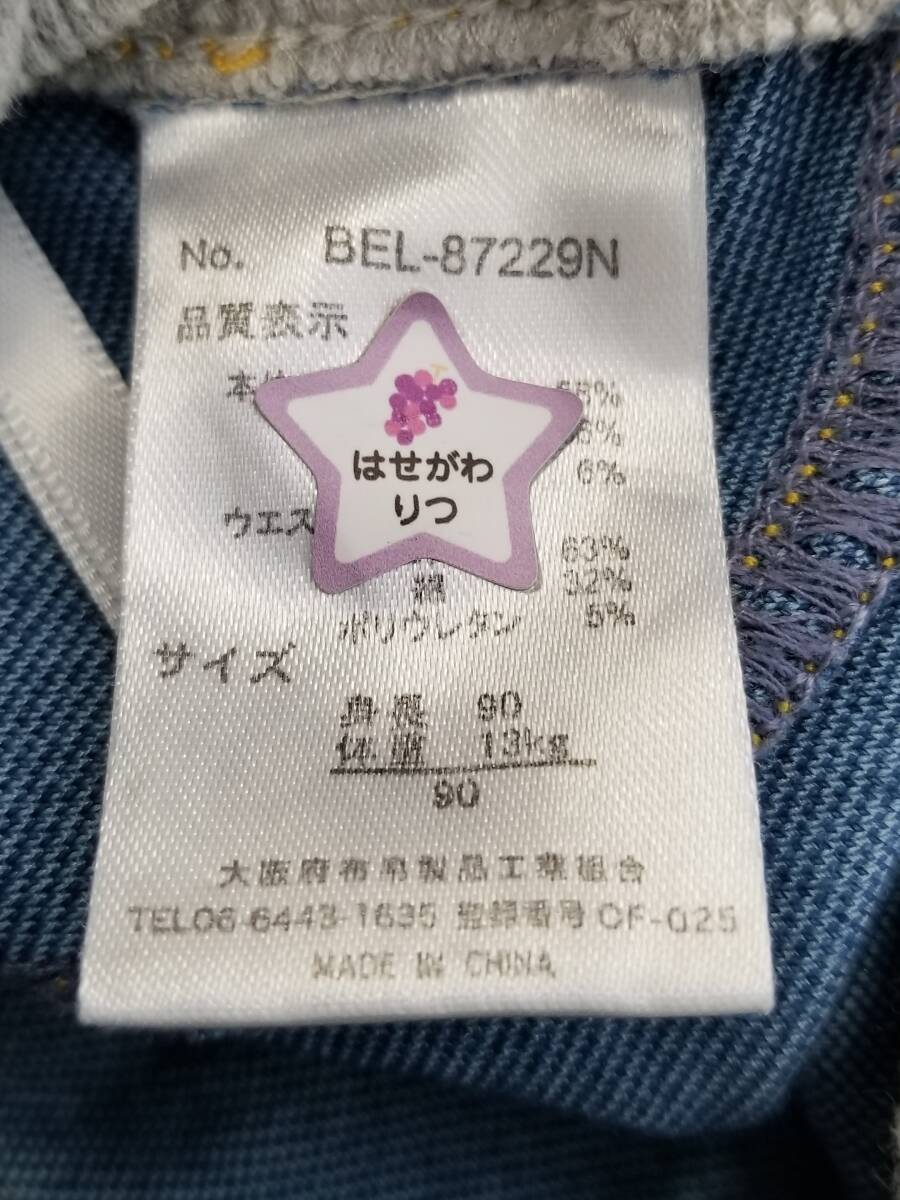 No. BEL-87229N
品質表示
はせがわ
りつ
6%
63%
綿 32%
ポリウレタン 5%
サイズ
身長 90
体重 13kg
90
大阪府布帛製品工業組合
TEL06-6443-1635 登録番号 OF-025
MADE IN CHINA